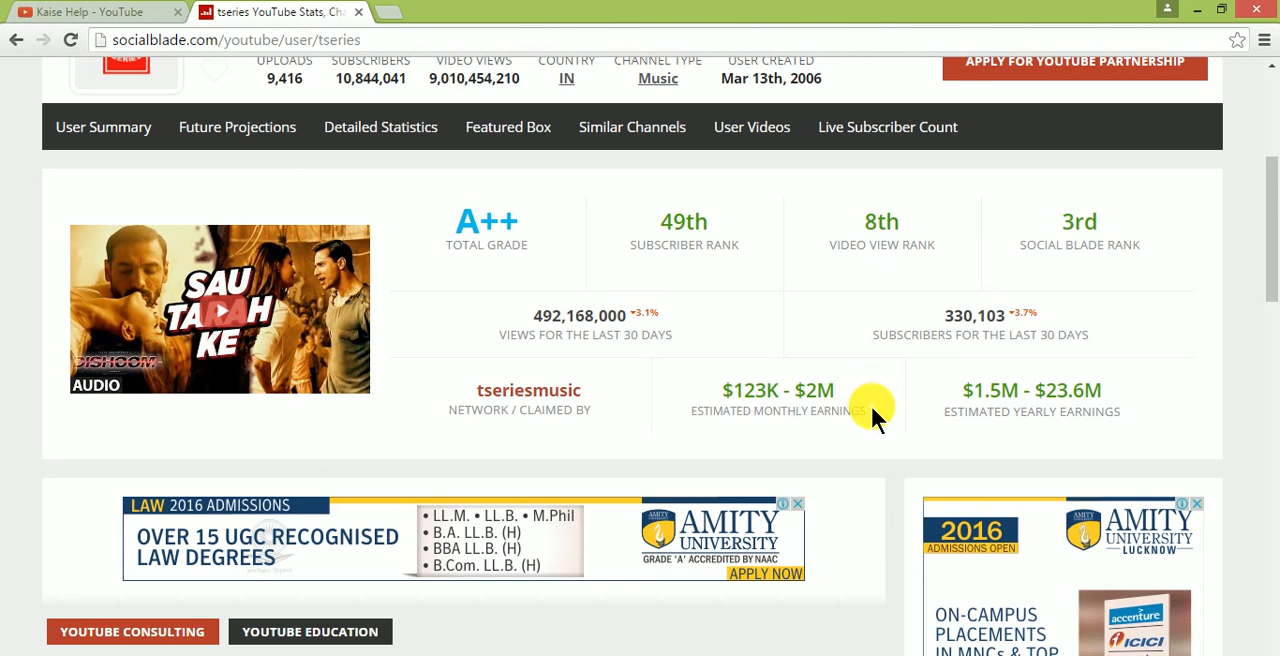 Kaise Help - YouTube
tseries YouTube Stats, Cha
socialblade.com/youtube/user/tseries
UPLOADS SUBSCRIBERS VIDEO VIEWS COUNTRY CHANNEL TYPE USER CREATED
9,416 10,844,041 9,010,454,210 IN Music Mar 13th, 2006
APPLY FOR YOUTUBE PARTNERSHIP
User Summary Future Projections Detailed Statistics Featured Box Similar Channels User Videos Live Subscriber Count
A++ 49th 8th 3rd
TOTAL GRADE SUBSCRIBER RANK VIDEO VIEW RANK SOCIAL BLADE RANK
SAU
TARAH
KE
DISHOOM
AUDIO
492,168,000 3.1% 330,103 3.7%
VIEWS FOR THE LAST 30 DAYS SUBSCRIBERS FOR THE LAST 30 DAYS
tseriesmusic $123K - $2M $1.5M - $23.6M
NETWORK / CLAIMED BY ESTIMATED MONTHLY EARNINGS ESTIMATED YEARLY EARNINGS
LAW 2016 ADMISSIONS
OVER 15 UGC RECOGNISED
LAW DEGREES
• LL.M. • LL.B. • M.Phil
• B.A. LL.B. (H)
• BBA LL.B. (H)
• B.Com. LL.B. (H)
AMITY
UNIVERSITY
GRADE 'A' ACCREDITED BY NAAC
APPLY NOW
2016
ADMISSIONS OPEN
AMITY
UNIVERSITY
LUCKNOW
ON-CAMPUS
PLACEMENTS
IN MNCs & TOP
accenture
ICICI
YOUTUBE CONSULTING YOUTUBE EDUCATION